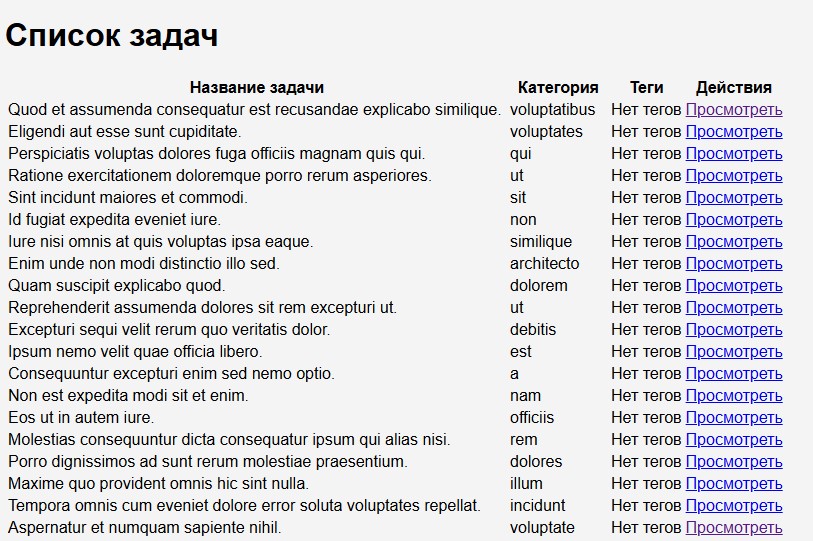 Список задач
Название задачи Категория Теги Действия
Quod et assumenda consequatur est recusandae explicabo similique. voluptatibus Нет тегов Просмотреть
Eligendi aut esse sunt cupiditate. voluptates Нет тегов Просмотреть
Perspiciatis voluptas dolores fuga officiis magnam quis qui. qui Нет тегов Просмотреть
Ratione exercitationem doloremque porro rerum asperiores. ut Нет тегов Просмотреть
Sint incidunt maiores et commodi. sit Нет тегов Просмотреть
Id fugiat expedita eveniet iure. non Нет тегов Просмотреть
Iure nisi omnis at quis voluptas ipsa eaque. similique Нет тегов Просмотреть
Enim unde non modi distinctio illo sed. architecto Нет тегов Просмотреть
Quam suscipit explicabo quod. dolorem Нет тегов Просмотреть
Reprehenderit assumenda dolores sit rem excepturi ut. ut Нет тегов Просмотреть
Excepturi sequi velit rerum quo veritatis dolor. debitis Нет тегов Просмотреть
Ipsum nemo velit quae officia libero. est Нет тегов Просмотреть
Consequuntur excepturi enim sed nemo optio. a Нет тегов Просмотреть
Non est expedita modi sit et enim. nam Нет тегов Просмотреть
Eos ut in autem iure. officiis Нет тегов Просмотреть
Molestias consequuntur dicta consequatur ipsum qui alias nisi. rem Нет тегов Просмотреть
Porro dignissimos ad sunt rerum molestiae praesentium. dolores Нет тегов Просмотреть
Maxime quo provident omnis hic sint nulla. illum Нет тегов Просмотреть
Tempora omnis cum eveniet dolore error soluta voluptates repellat. incidunt Нет тегов Просмотреть
Aspernatur et numquam sapiente nihil. voluptate Нет тегов Просмотреть